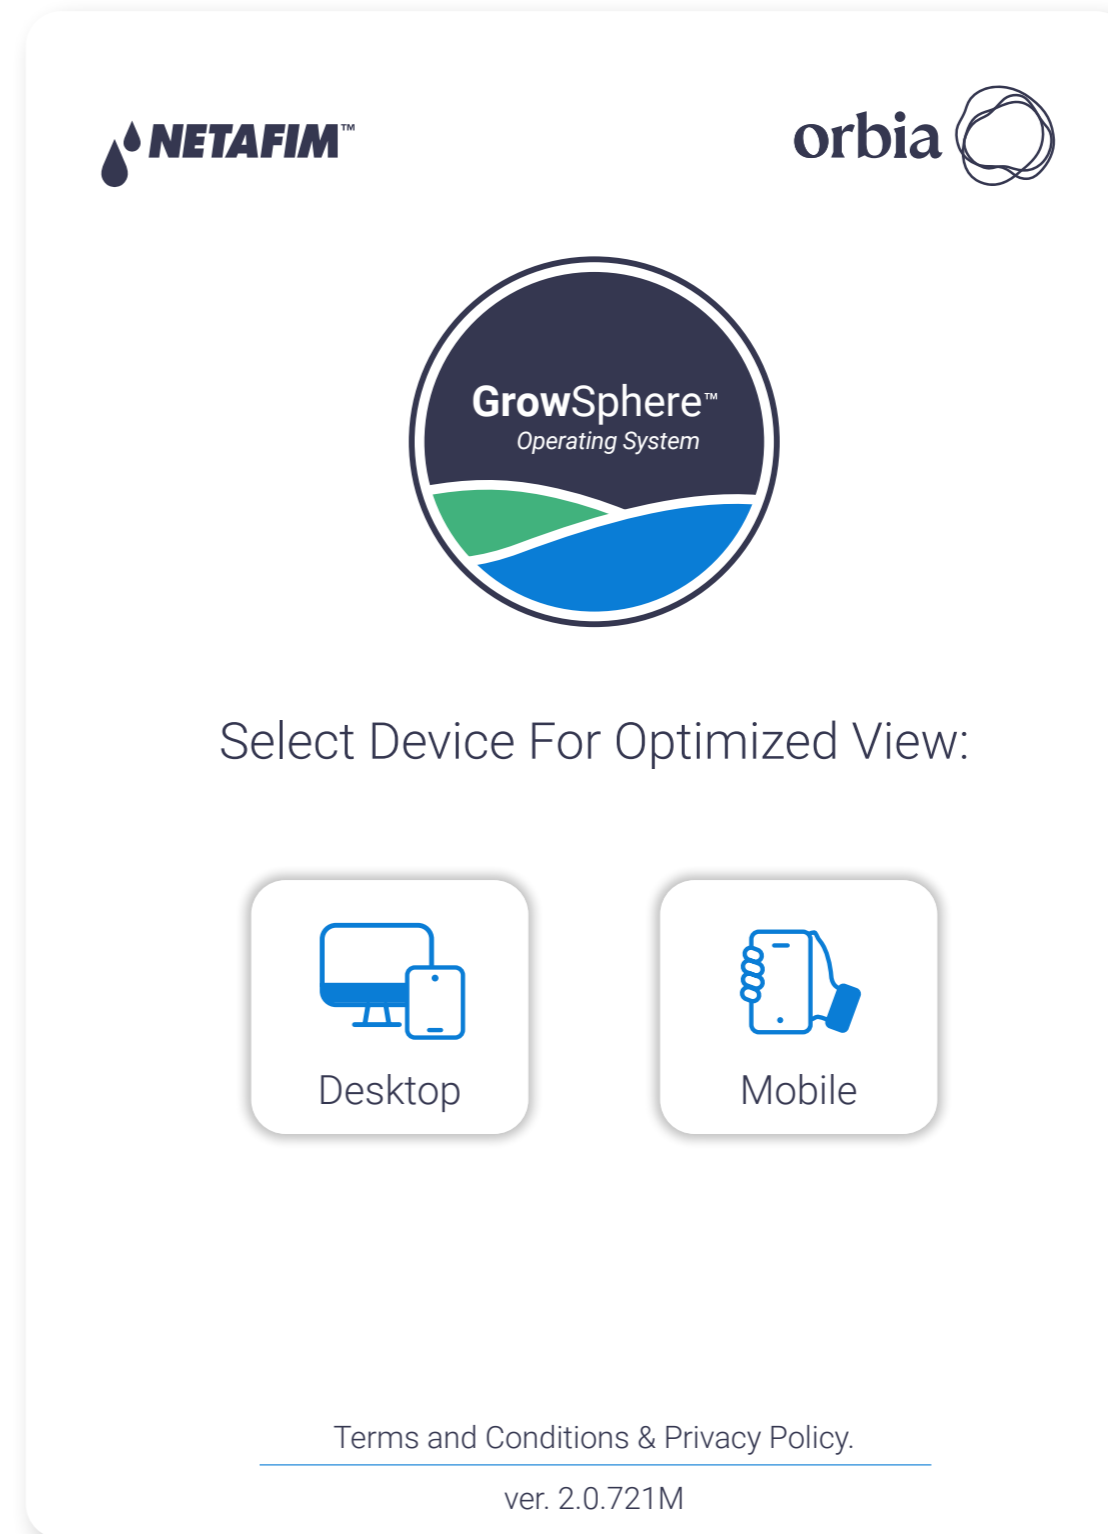 NETAFIM™
orbia
GrowSphere™
Operating System
Select Device For Optimized View:
Desktop
Mobile
Terms and Conditions & Privacy Policy.
ver. 2.0.721M